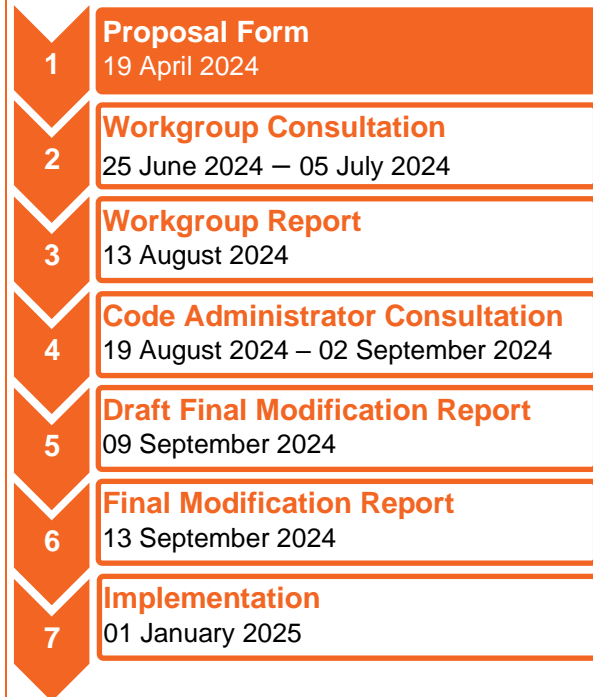 1
Proposal Form
19 April 2024
2
Workgroup Consultation
25 June 2024 – 05 July 2024
3
Workgroup Report
13 August 2024
4
Code Administrator Consultation
19 August 2024 – 02 September 2024
5
Draft Final Modification Report
09 September 2024
6
Final Modification Report
13 September 2024
7
Implementation
01 January 2025